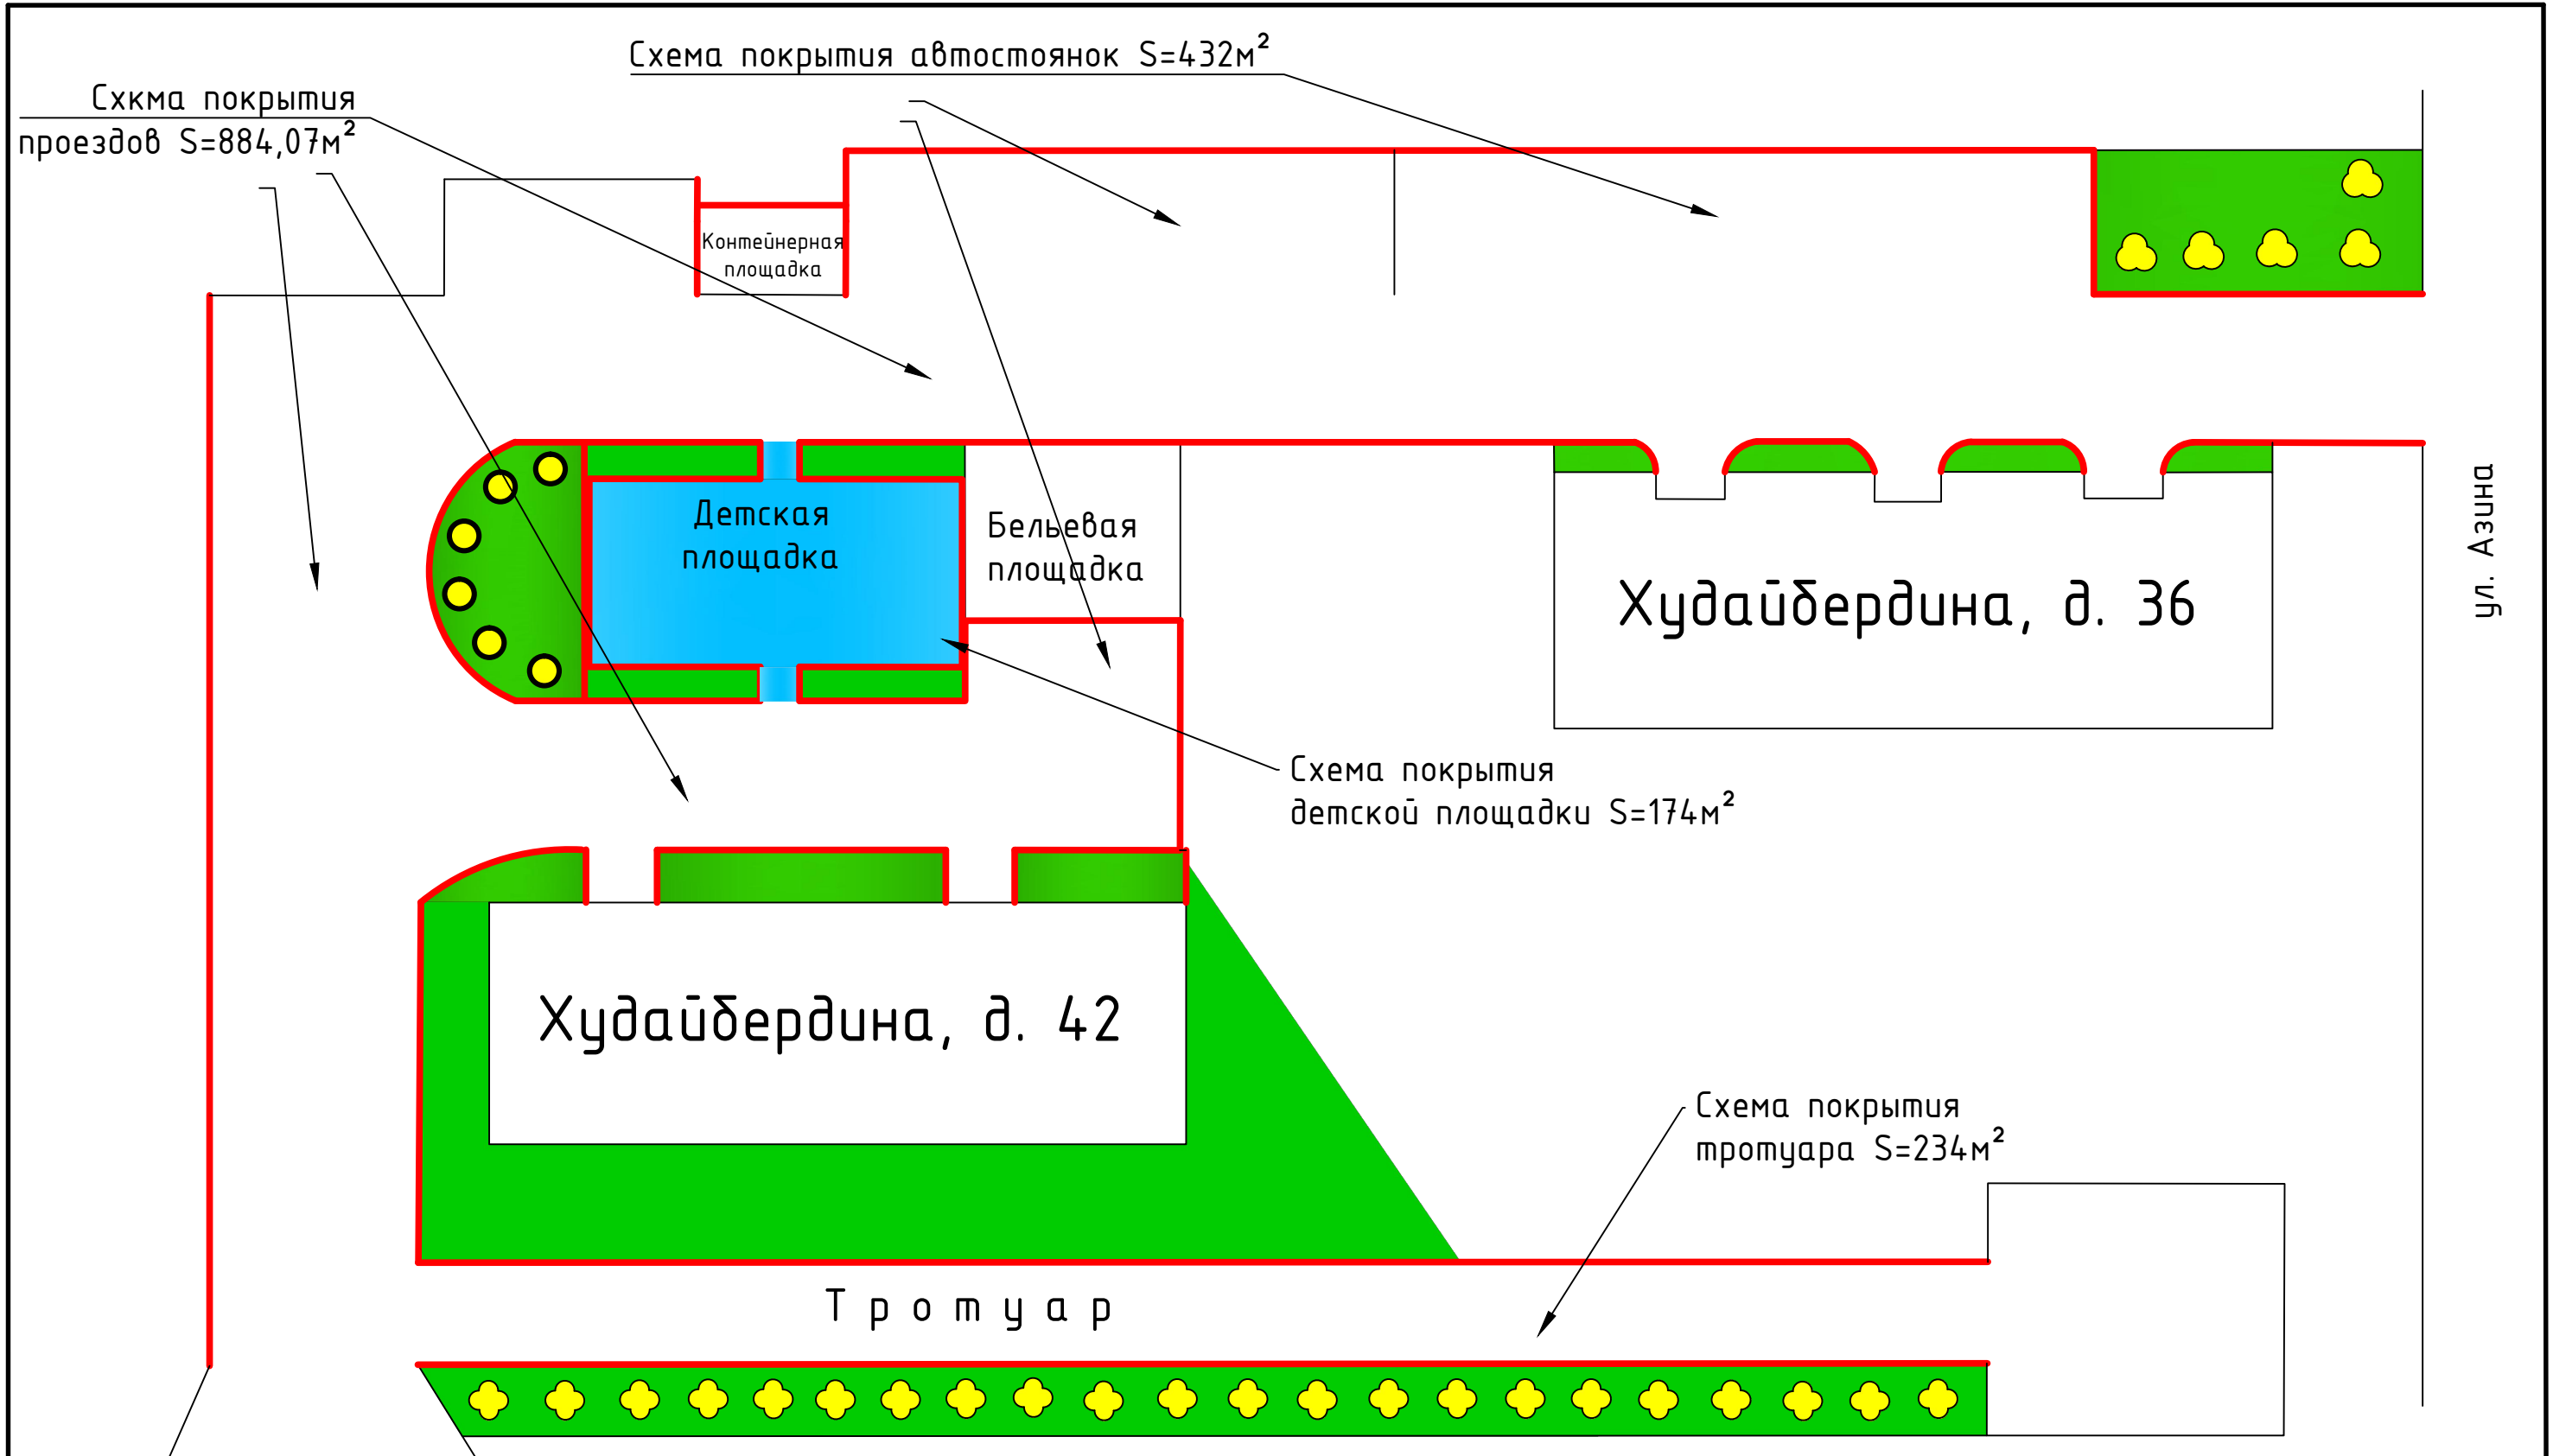 Схема покрытия автостоянок S=432м²
Схкма покрытия
проездов S=884,07м²
Контейнерная
площадка
Детская
площадка
Бельевая
площадка
Худайбердина, д. 36
ул. Азина
Схема покрытия
детской площадки S=174м²
Худайбердина, д. 42
Схема покрытия
тротуара S=234м²
Тротуар